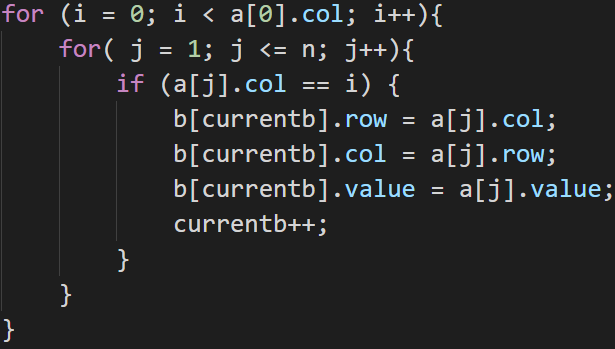 for (i = 0; i < a[0].col; i++){
for( j = 1; j <= n; j++){
if (a[j].col == i) {
b[currentb].row = a[j].col;
b[currentb].col = a[j].row;
b[currentb].value = a[j].value;
currentb++;
}
}
}